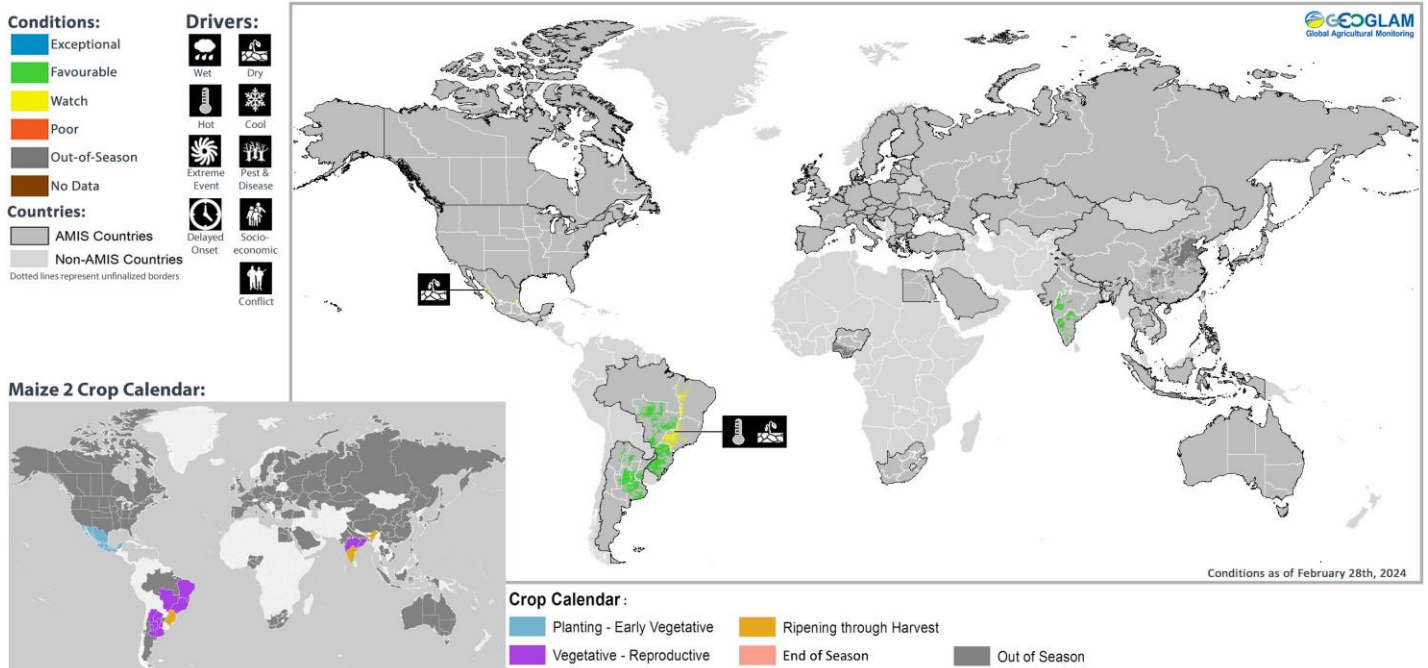 Conditions:
Exceptional
Favourable
Watch
Poor
Out-of-Season
No Data
Countries:
AMIS Countries
Non-AMIS Countries
Dotted lines represent unfinalized borders
Drivers:
Wet
Dry
Hot
Cool
Extreme
Event
Pest &
Disease
Delayed
Onset
Socio-
economic
Conflict
GEOGLAM
Global Agricultural Monitoring
Conditions as of February 28th, 2024
Maize 2 Crop Calendar:
Crop Calendar :
Planting - Early Vegetative
Ripening through Harvest
Vegetative - Reproductive
End of Season
Out of Season